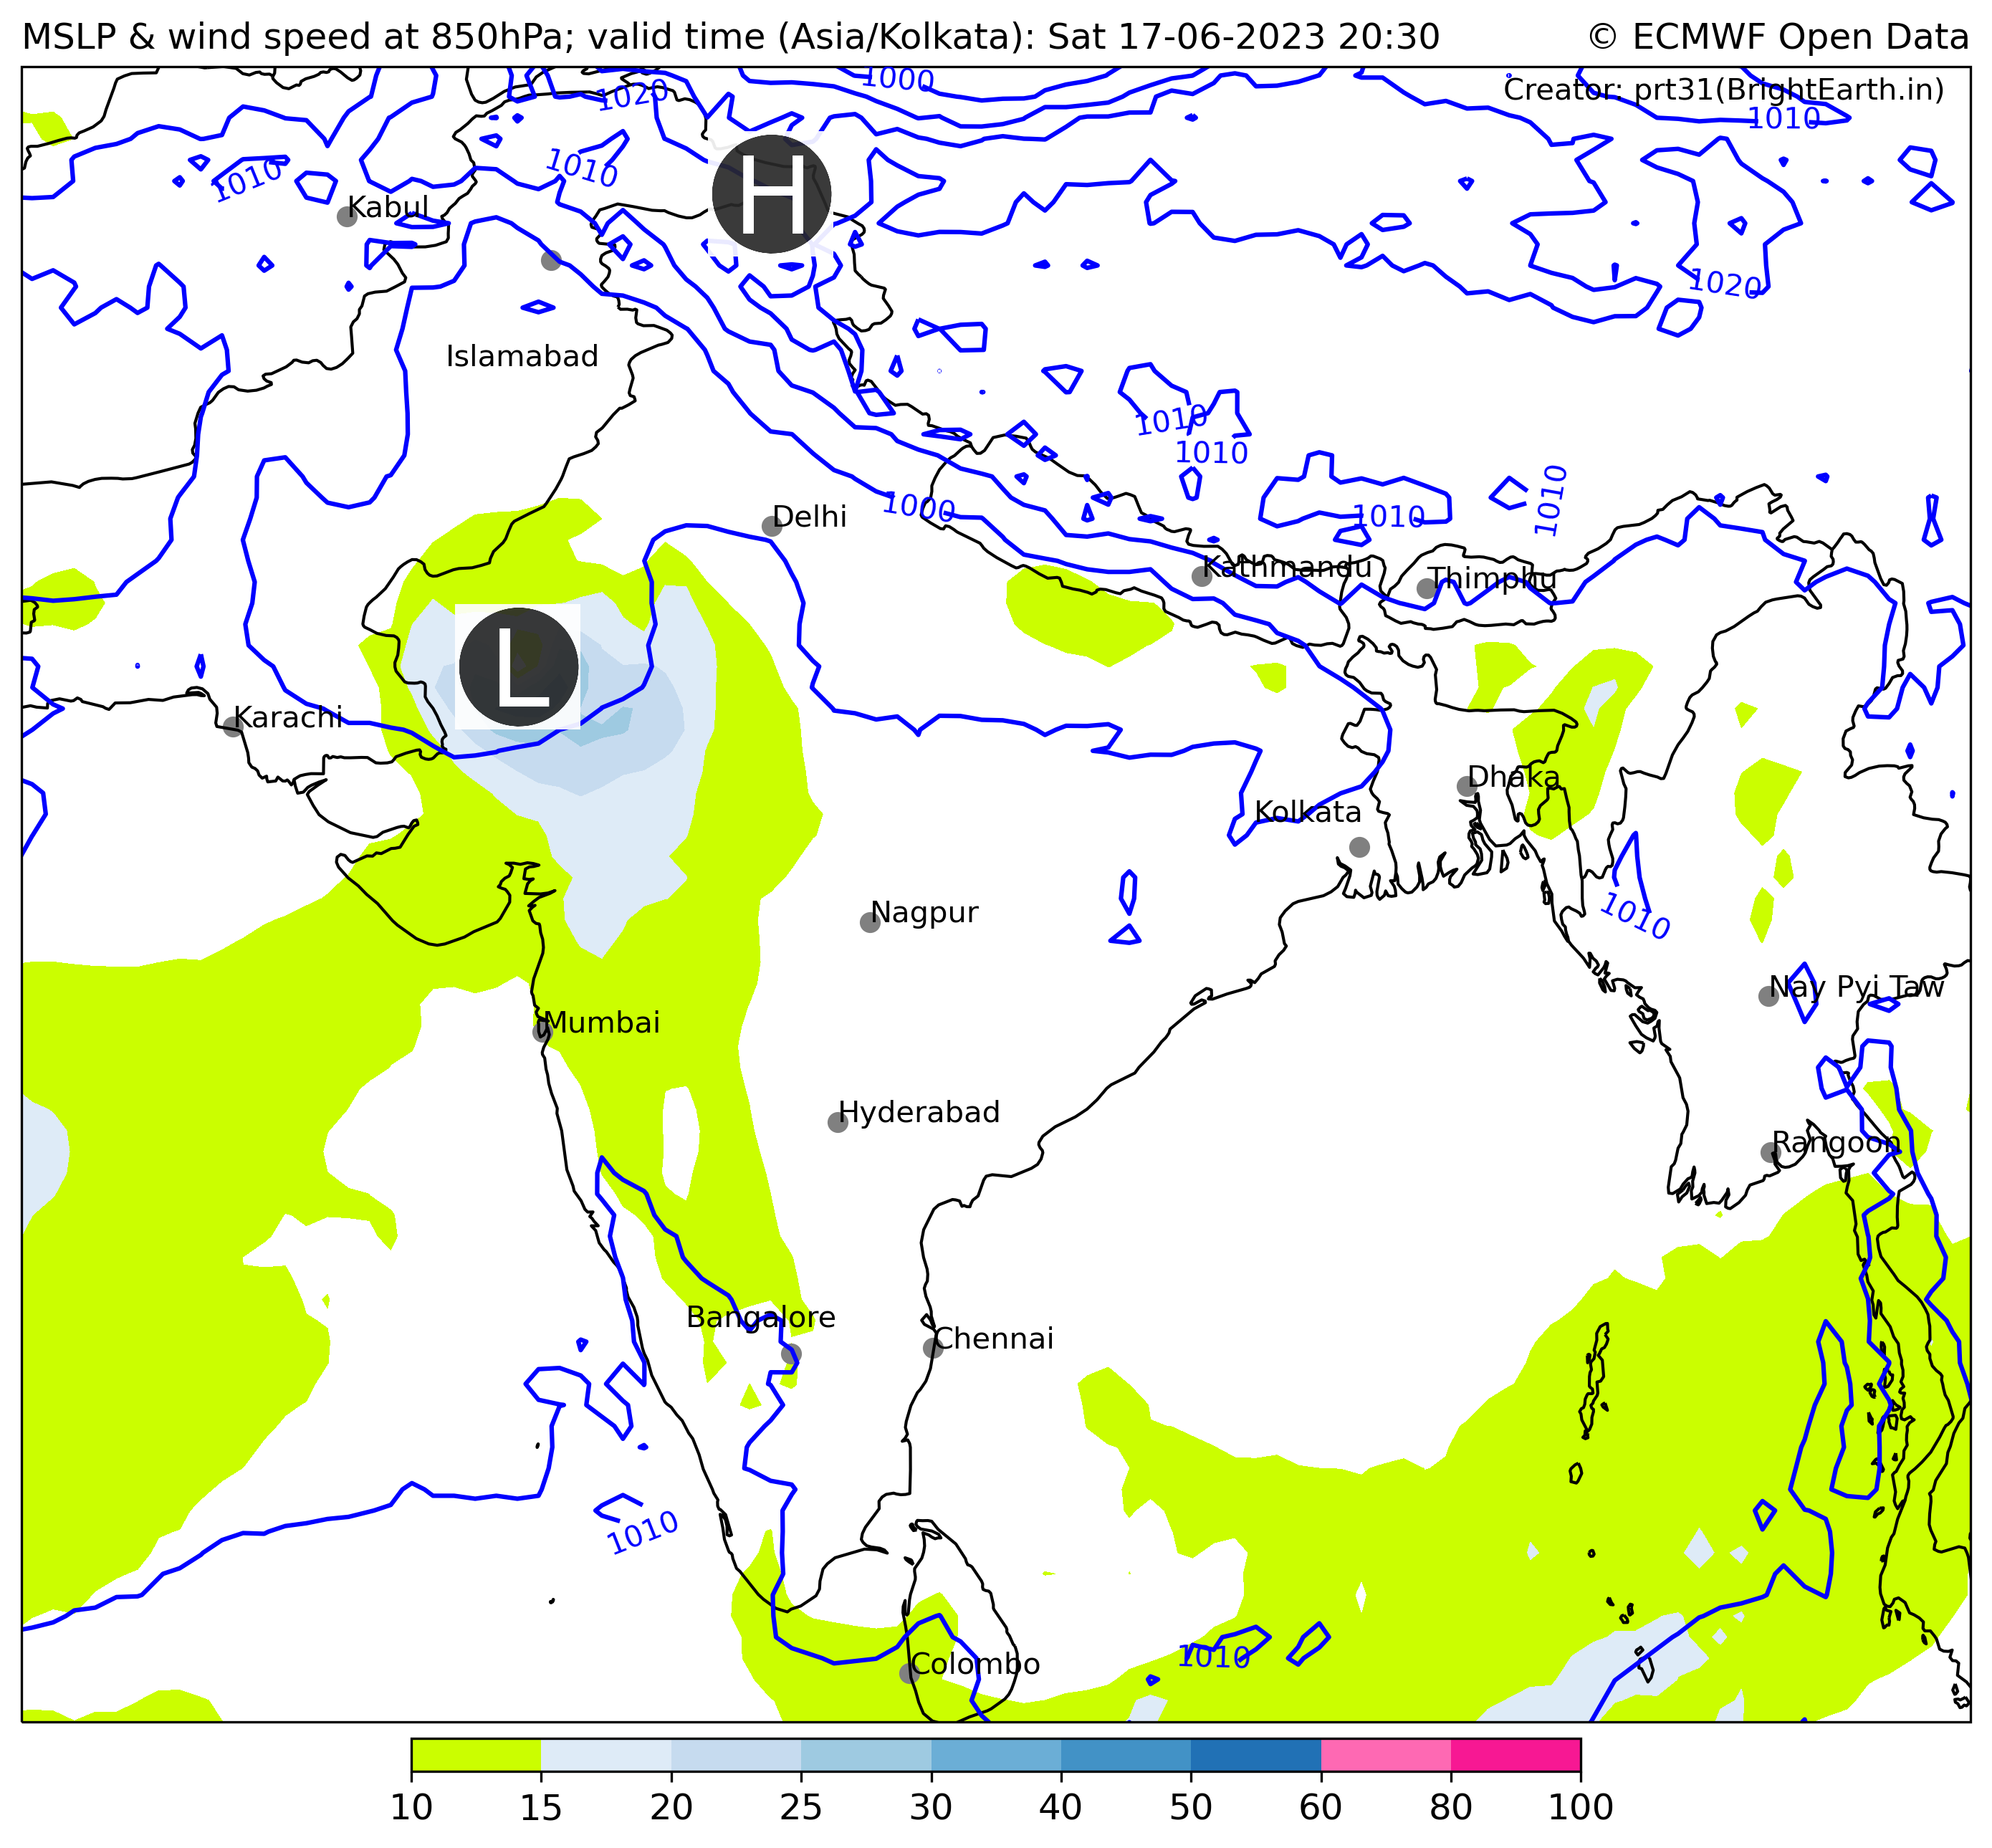 MSLP & wind speed at 850hPa; valid time (Asia/Kolkata): Sat 17-06-2023 20:30
© ECMWF Open Data
Creator: prt31(BrightEarth.in)
1000
1020
1010
1010
1010
H
Kabul
1020
Islamabad
1010
1010
1000
Delhi
1010
1010
Kathmandu
Thimphu
L
Karachi
Dhaka
Kolkata
Nagpur
1010
Nay Pyi Taw
Mumbai
Hyderabad
Rangoon
Bangalore
Chennai
1010
1010
Colombo
10 15 20 25 30 40 50 60 80 100